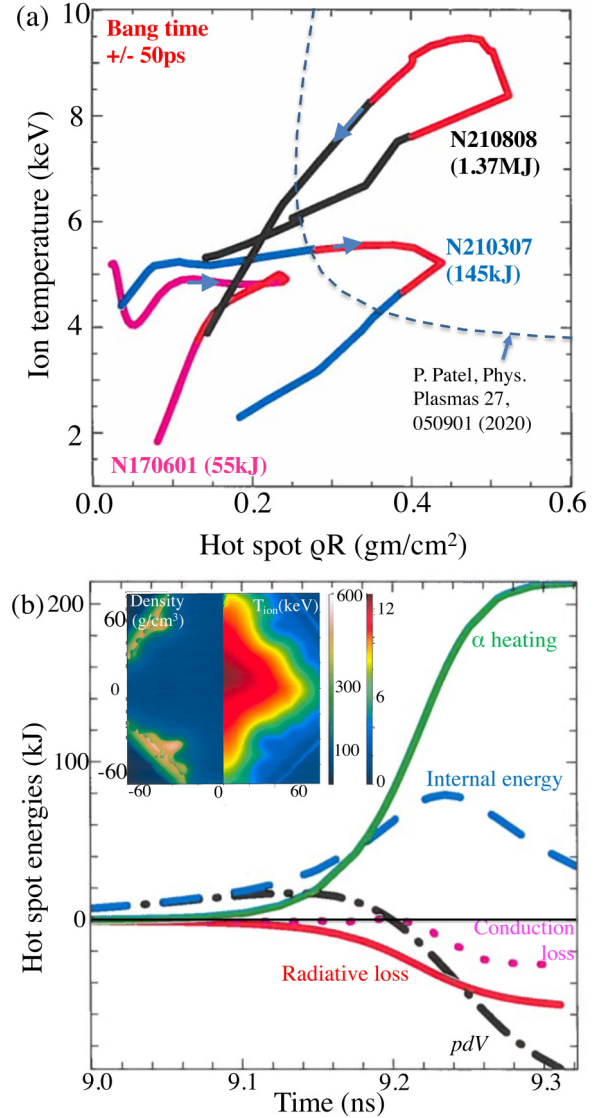 (a)
Bang time
+/- 50ps
10
8
6
4
2
Ion temperature (keV)
N210808
(1.37MJ)
N210307
(145kJ)
P. Patel, Phys.
Plasmas 27,
050901 (2020)
N170601 (55kJ)
0.0
0.2
0.4
0.6
Hot spot ϱR (gm/cm²)
(b)
200
100
0
Hot spot energies (kJ)
Density
(g/cm³)
Tion(keV)
60
0
-60
-60
0
60
600
300
100
12
6
0
α heating
Internal energy
Conduction
loss
Radiative loss
pdV
9.0
9.1
9.2
9.3
Time (ns)